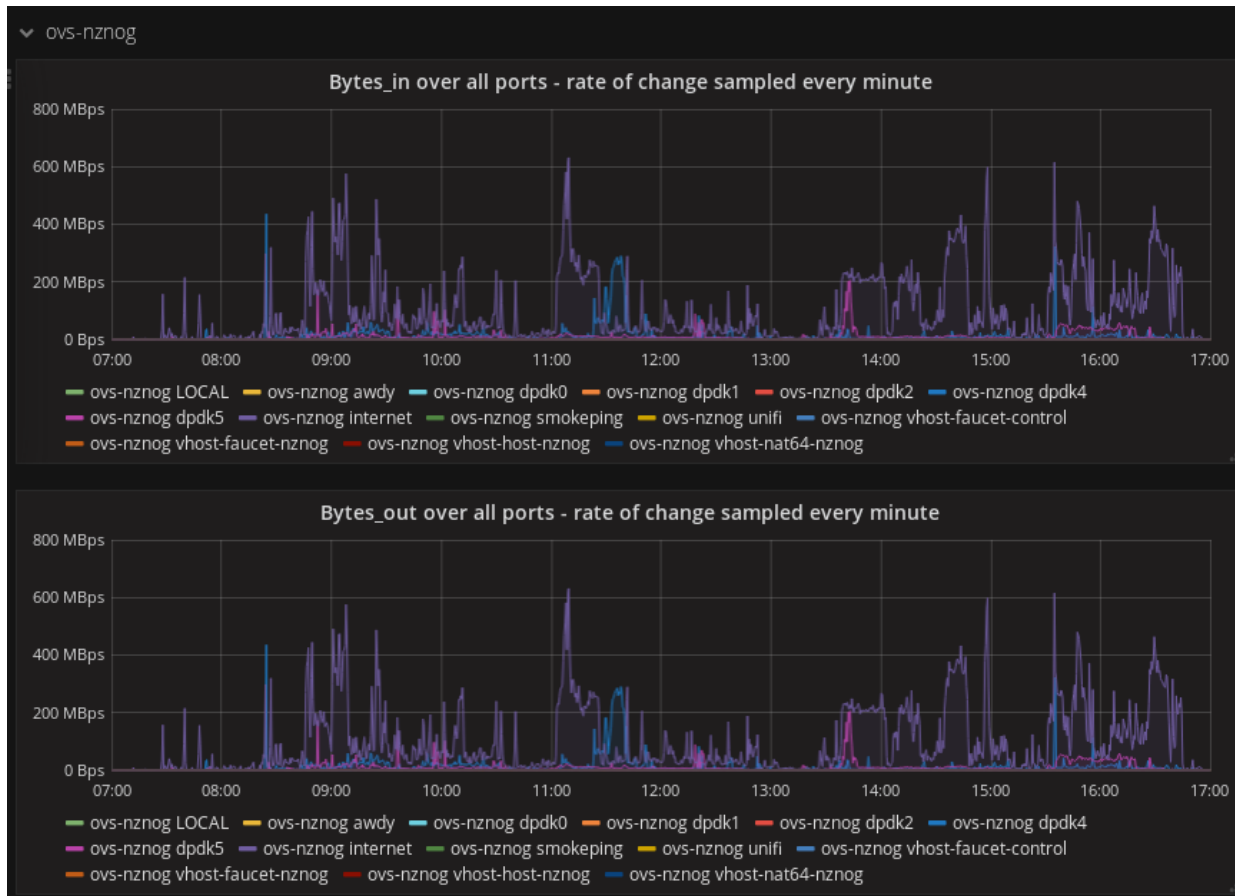 ovs-nznog
Bytes_in over all ports - rate of change sampled every minute
800 MBps
600 MBps
400 MBps
200 MBps
0 Bps
07:00 08:00 09:00 10:00 11:00 12:00 13:00 14:00 15:00 16:00 17:00
ovs-nznog LOCAL ovs-nznog awdy ovs-nznog dpdk0 ovs-nznog dpdk1 ovs-nznog dpdk2 ovs-nznog dpdk4
ovs-nznog dpdk5 ovs-nznog internet ovs-nznog smokeping ovs-nznog unifi ovs-nznog vhost-faucet-control
ovs-nznog vhost-faucet-nznog ovs-nznog vhost-host-nznog ovs-nznog vhost-nat64-nznog
Bytes_out over all ports - rate of change sampled every minute
800 MBps
600 MBps
400 MBps
200 MBps
0 Bps
07:00 08:00 09:00 10:00 11:00 12:00 13:00 14:00 15:00 16:00 17:00
ovs-nznog LOCAL ovs-nznog awdy ovs-nznog dpdk0 ovs-nznog dpdk1 ovs-nznog dpdk2 ovs-nznog dpdk4
ovs-nznog dpdk5 ovs-nznog internet ovs-nznog smokeping ovs-nznog unifi ovs-nznog vhost-faucet-control
ovs-nznog vhost-faucet-nznog ovs-nznog vhost-host-nznog ovs-nznog vhost-nat64-nznog